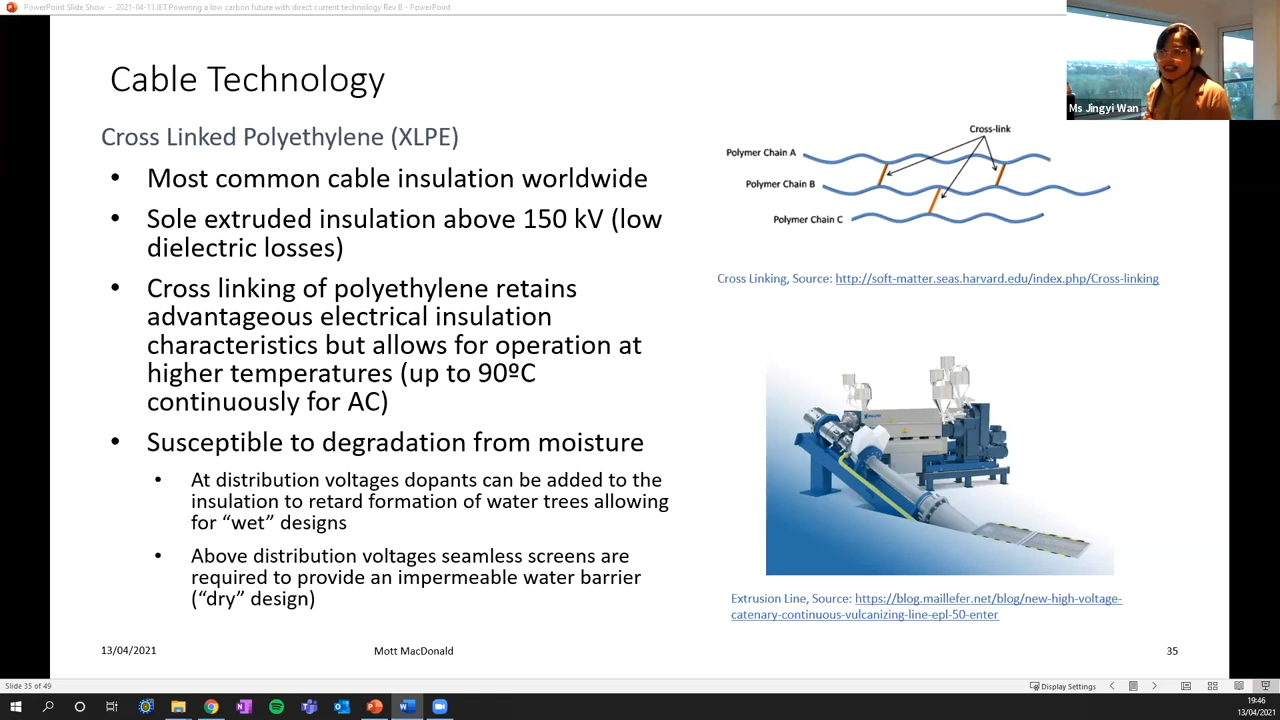 PowerPoint Slide Show - 2021-04-13 IET Powering a low carbon future with direct current technology Rev B - PowerPoint
Ms Jingyi Wan
Cable Technology
Cross Linked Polyethylene (XLPE)
• Most common cable insulation worldwide
• Sole extruded insulation above 150 kV (low
dielectric losses)
• Cross linking of polyethylene retains
advantageous electrical insulation
characteristics but allows for operation at
higher temperatures (up to 90ºC
continuously for AC)
• Susceptible to degradation from moisture
• At distribution voltages dopants can be added to the
insulation to retard formation of water trees allowing
for “wet” designs
• Above distribution voltages seamless screens are
required to provide an impermeable water barrier
(“dry” design)
Cross-link
Polymer Chain A
Polymer Chain B
Polymer Chain C
Cross Linking, Source: http://soft-matter.seas.harvard.edu/index.php/Cross-linking
Extrusion Line, Source: https://blog.maillefer.net/blog/new-high-voltage-
catenary-continuous-vulcanizing-line-epl-50-enter
13/04/2021
Mott MacDonald
35
Slide 35 of 49
Display Settings
19:46
13/04/2021